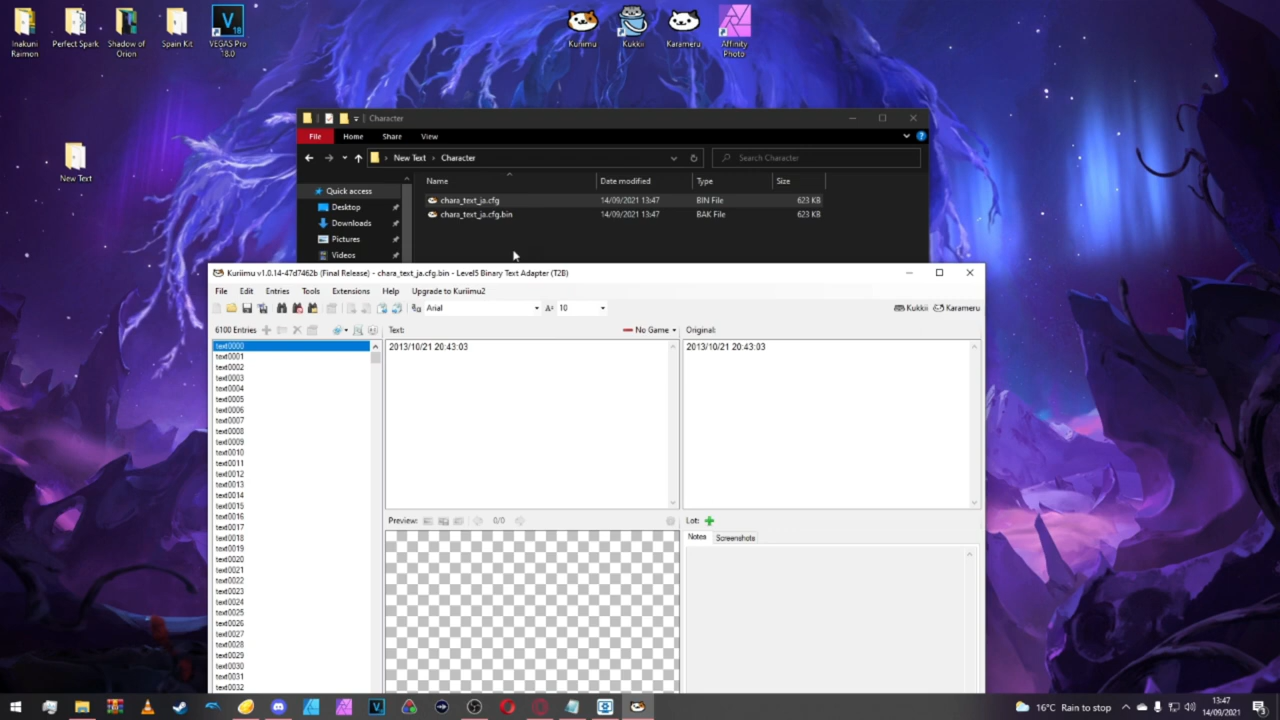 Inakuni Raimon
Perfect Spark
Shadow of Orion
Spain Kit
VEGAS Pro 18.0
Kuriimu
Kukkii
Karameru
Affinity Photo
New Text
Character
File Home Share View
New Text > Character
Search Character
Name Date modified Type Size
Quick access
Desktop
Downloads
Pictures
Videos
chara_text_ja.cfg 14/09/2021 13:47 BIN File 623 KB
chara_text_ja.cfg.bin 14/09/2021 13:47 BAK File 623 KB
Kuriimu v1.0.14-47d7462b (Final Release) - chara_text_ja.cfg.bin - Level5 Binary Text Adapter (T2B)
File Edit Entries Tools Extensions Help Upgrade to Kuriimu2
Arial 10 Kukkii Karameru
6100 Entries Text: No Game Original:
text0000
text0001
text0002
text0003
text0004
text0005
text0006
text0007
text0008
text0009
text0010
text0011
text0012
text0013
text0014
text0015
text0016
text0017
text0018
text0019
text0020
text0021
text0022
text0023
text0024
text0025
text0026
text0027
text0028
text0029
text0030
text0031
text0032
2013/10/21 20:43:03
2013/10/21 20:43:03
Preview: 0/0
Lot:
Notes Screenshots
16°C Rain to stop
13:47
14/09/2021
3